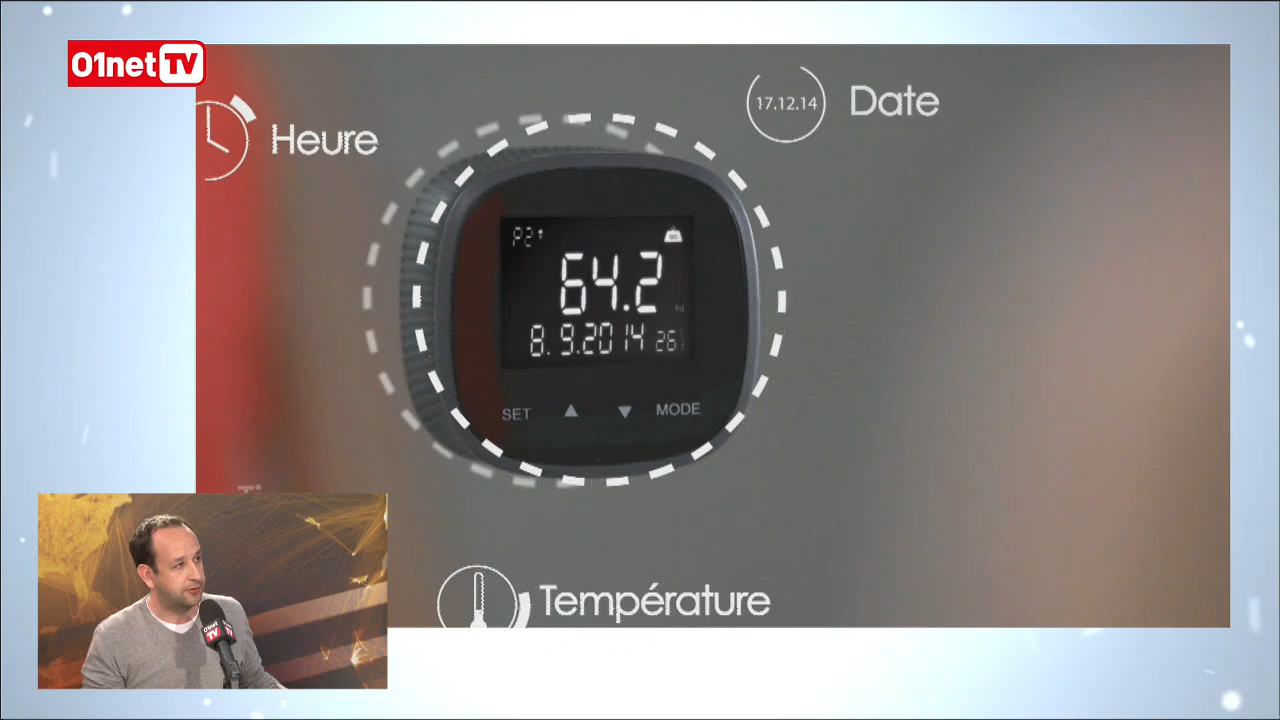 01net TV
17.12.14
Date
Heure
P2
64.2
kg
8. 9.2014 26
SET ▲ ▼ MODE
Température
01net
TV